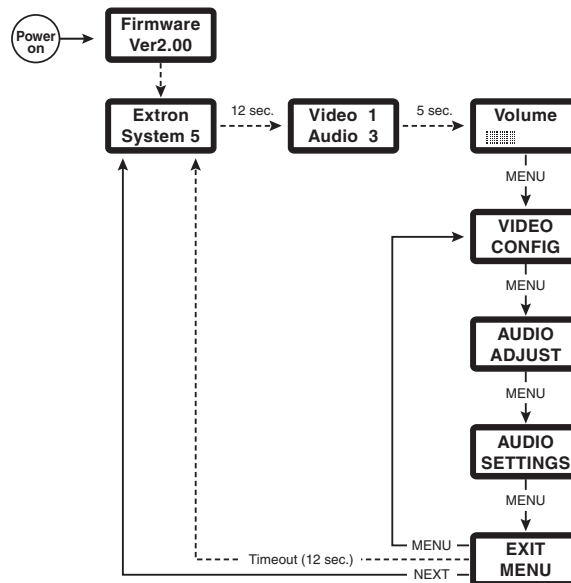 Power
on
Firmware
Ver2.00
Extron
System 5
12 sec.
Video 1
Audio 3
5 sec.
Volume
MENU
VIDEO
CONFIG
MENU
AUDIO
ADJUST
MENU
AUDIO
SETTINGS
MENU
EXIT
MENU
MENU
Timeout (12 sec.)
NEXT